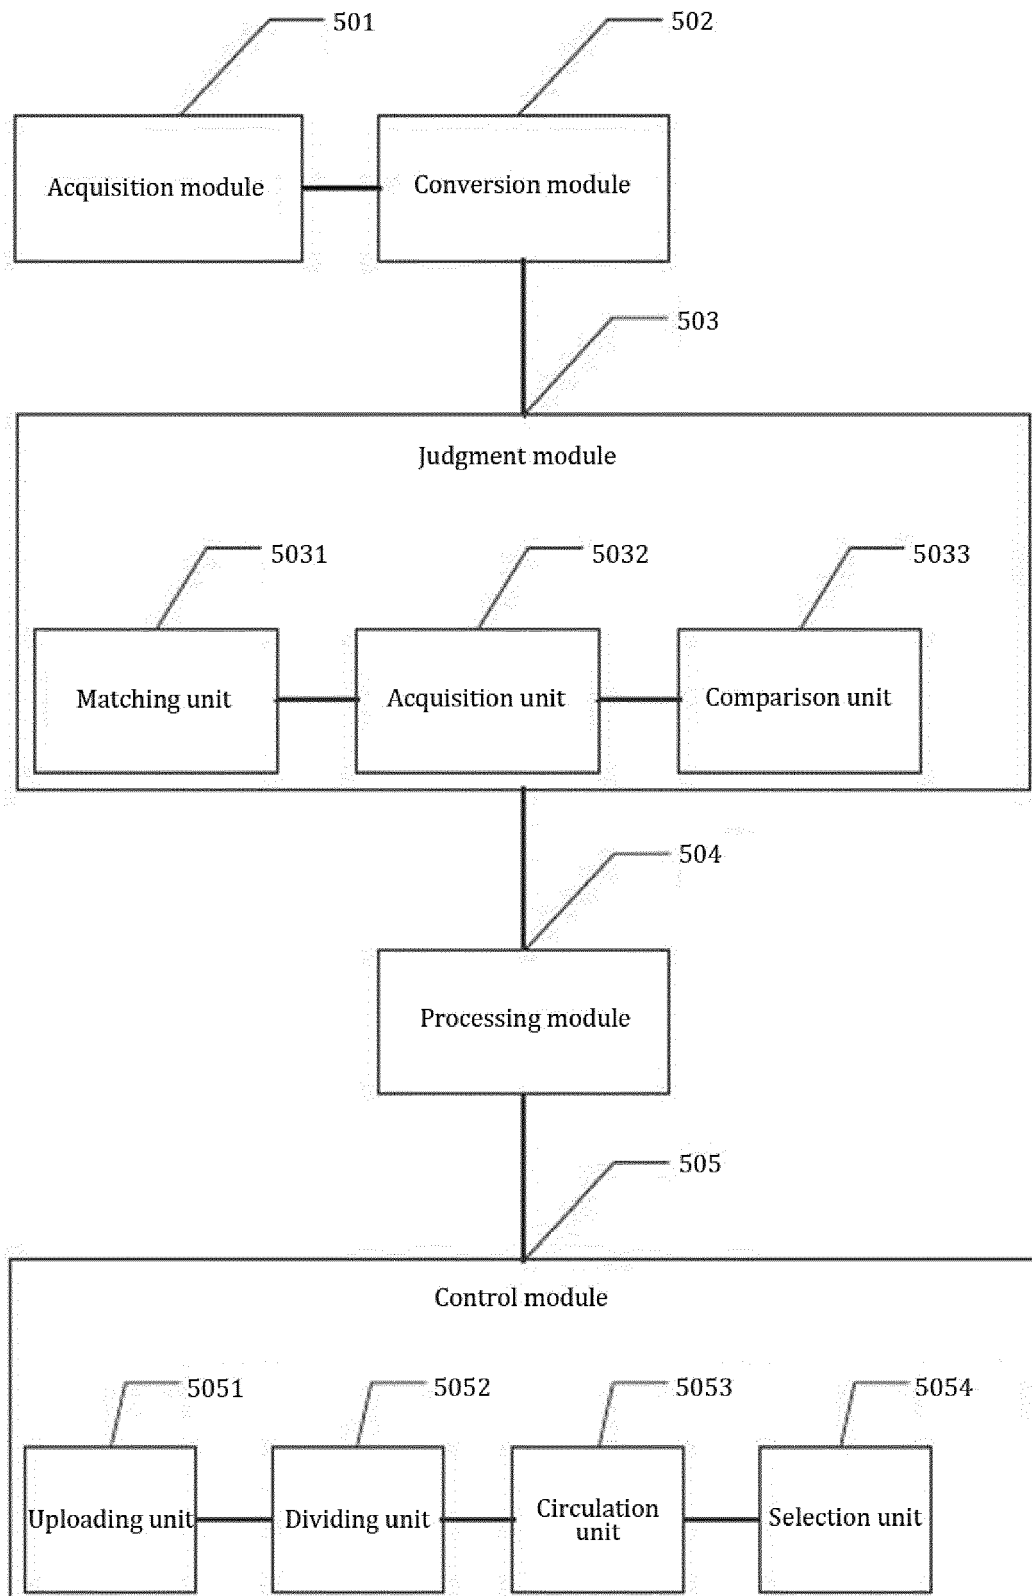 501
502
Acquisition module
Conversion module
503
Judgment module
5031
5032
5033
Matching unit
Acquisition unit
Comparison unit
504
Processing module
505
Control module
5051
5052
5053
5054
Uploading unit
Dividing unit
Circulation
unit
Selection unit